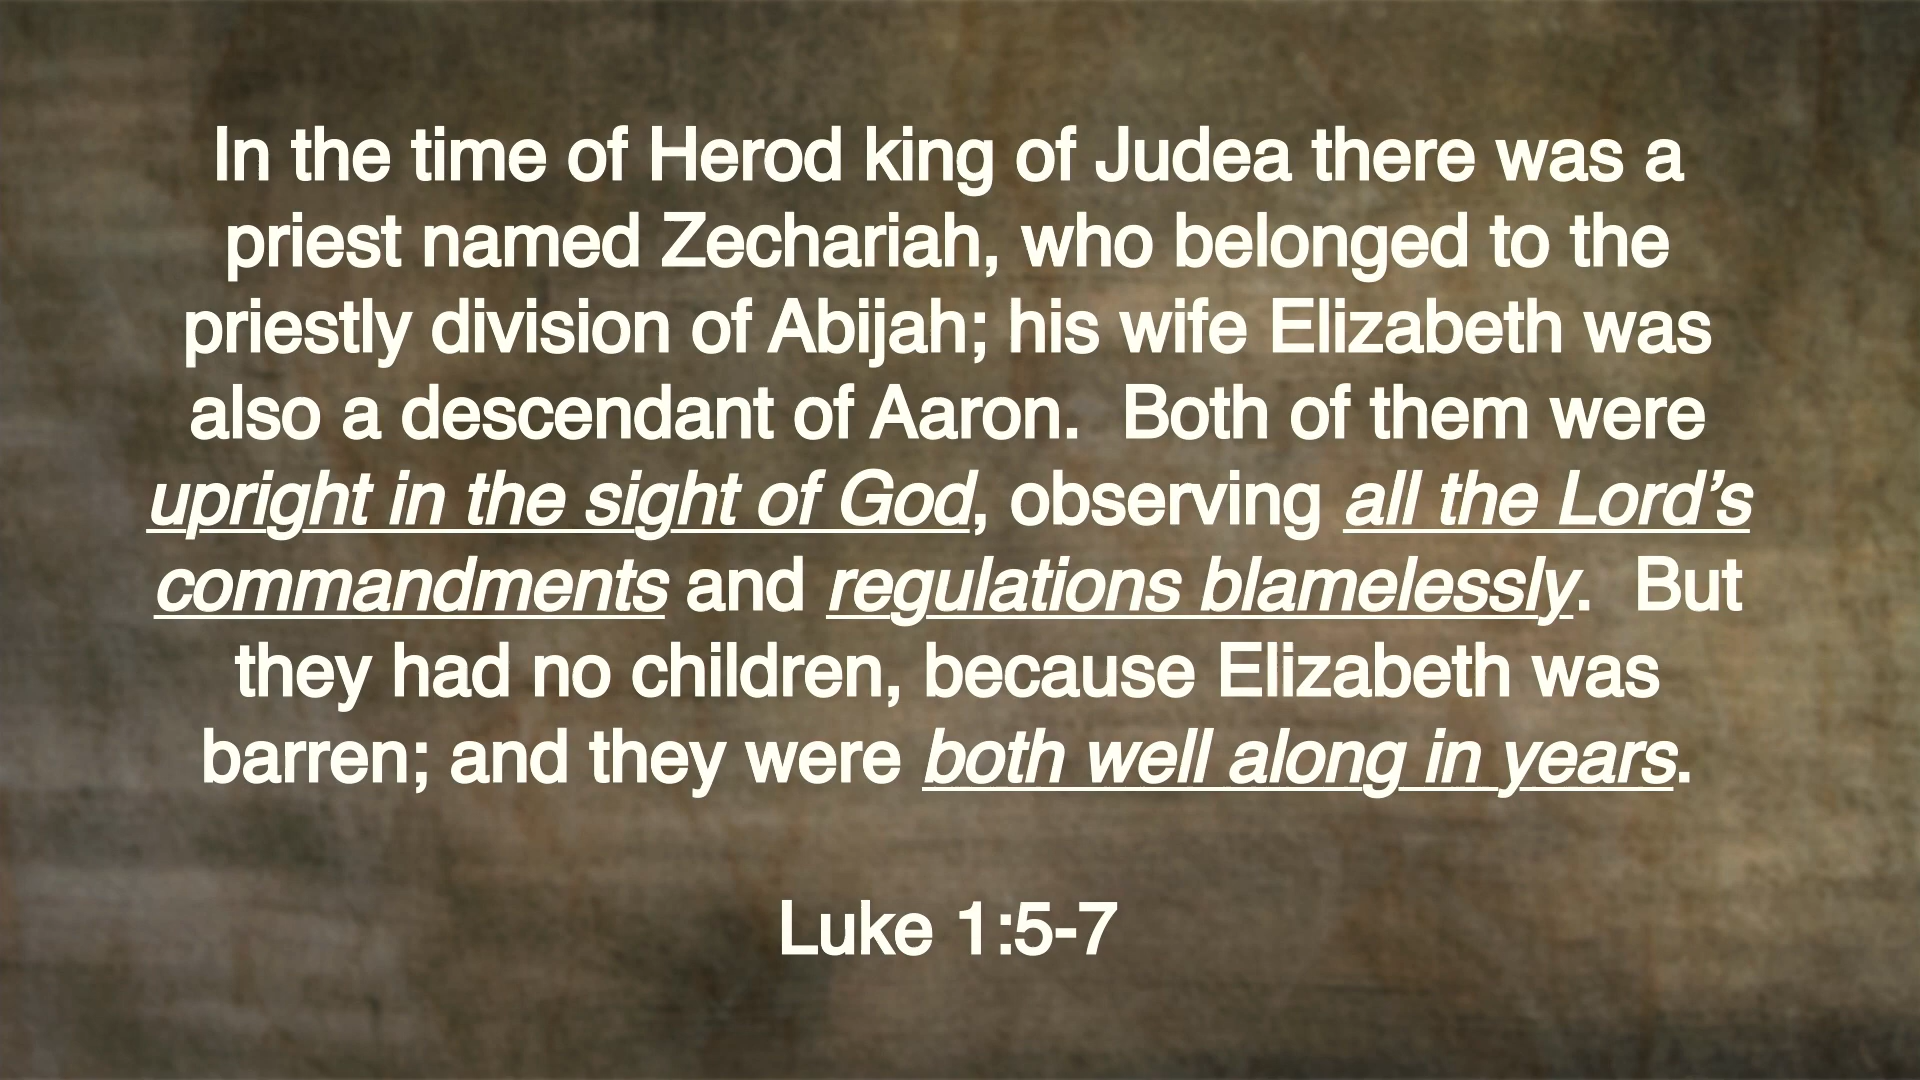 In the time of Herod king of Judea there was a
priest named Zechariah, who belonged to the
priestly division of Abijah; his wife Elizabeth was
also a descendant of Aaron.  Both of them were
upright in the sight of God, observing all the Lord’s
commandments and regulations blamelessly.  But
they had no children, because Elizabeth was
barren; and they were both well along in years.
Luke 1:5-7